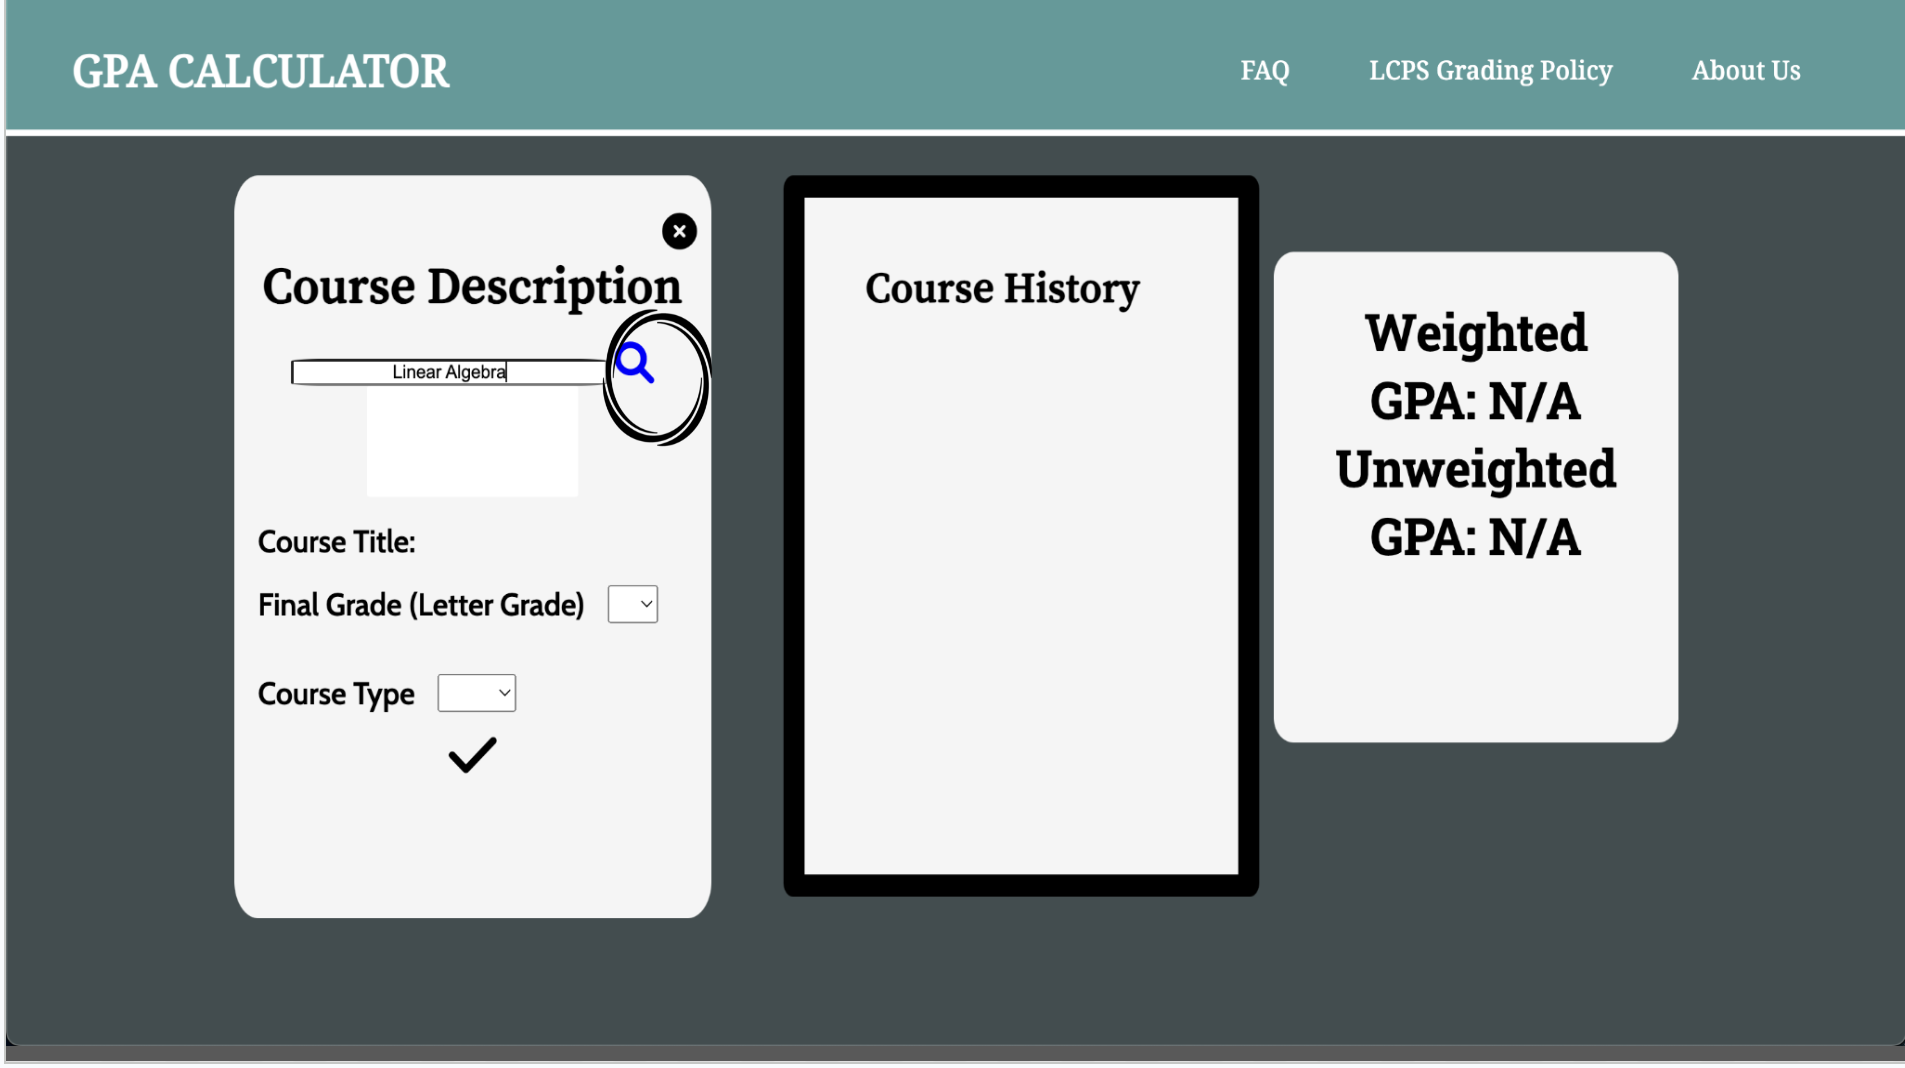 GPA CALCULATOR
FAQ
LCPS Grading Policy
About Us
Course Description
Linear Algebra
Course Title:
Final Grade (Letter Grade)
Course Type
Course History
Weighted
GPA: N/A
Unweighted
GPA: N/A